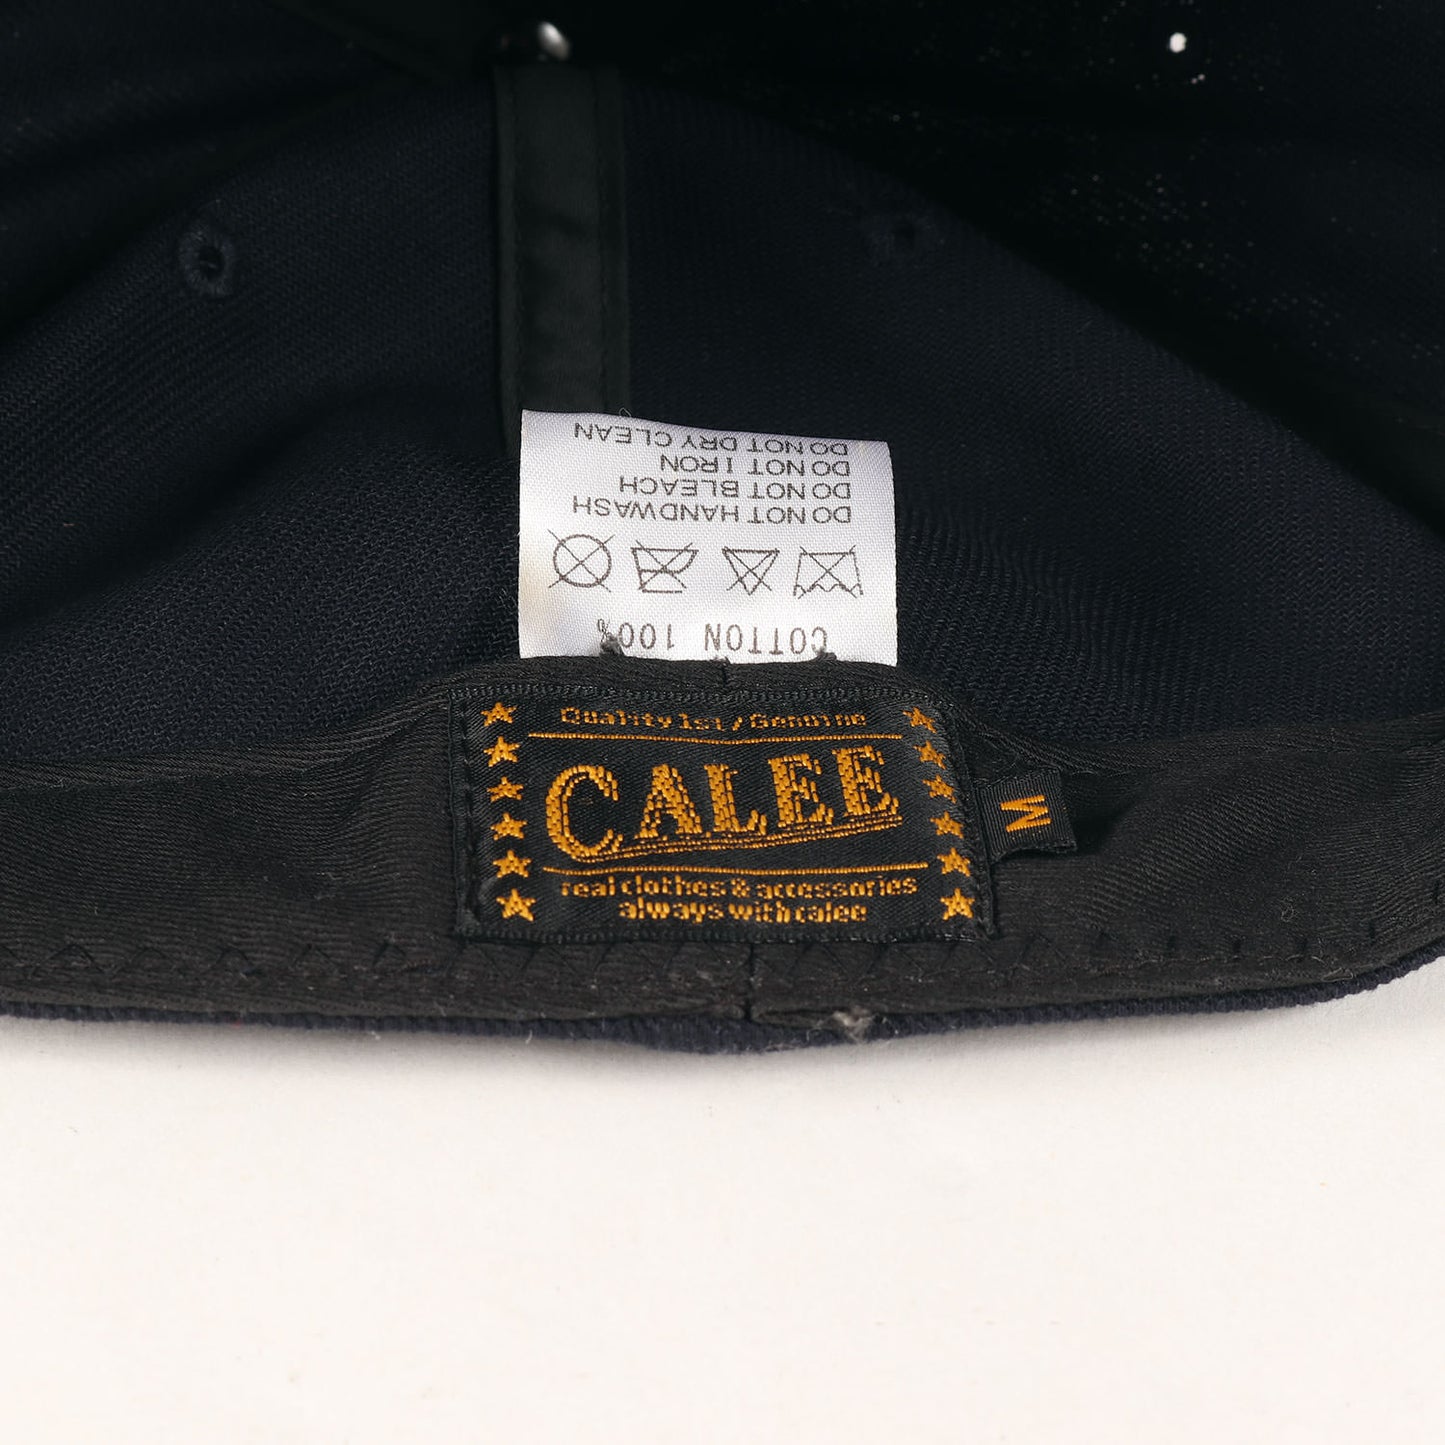 COTTON 100%
DO NOT HANDWASH
DO NOT BLEACH
DO NOT IRON
DO NOT DRY CLEAN
Quality 1st / Genuine
CALEE
real clothes & accessories
always with calee
M